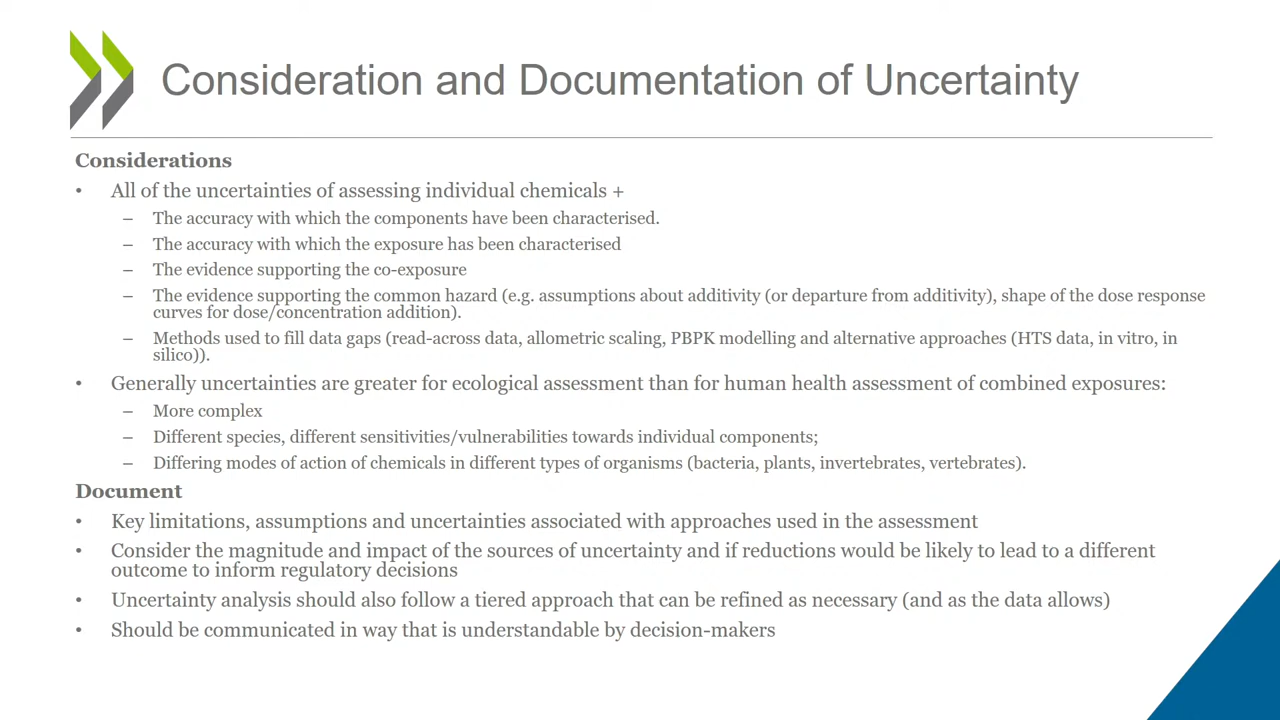 Consideration and Documentation of Uncertainty
Considerations
• All of the uncertainties of assessing individual chemicals +
– The accuracy with which the components have been characterised.
– The accuracy with which the exposure has been characterised
– The evidence supporting the co-exposure
– The evidence supporting the common hazard (e.g. assumptions about additivity (or departure from additivity), shape of the dose response
curves for dose/concentration addition).
– Methods used to fill data gaps (read-across data, allometric scaling, PBPK modelling and alternative approaches (HTS data, in vitro, in
silico)).
• Generally uncertainties are greater for ecological assessment than for human health assessment of combined exposures:
– More complex
– Different species, different sensitivities/vulnerabilities towards individual components;
– Differing modes of action of chemicals in different types of organisms (bacteria, plants, invertebrates, vertebrates).
Document
• Key limitations, assumptions and uncertainties associated with approaches used in the assessment
• Consider the magnitude and impact of the sources of uncertainty and if reductions would be likely to lead to a different
outcome to inform regulatory decisions
• Uncertainty analysis should also follow a tiered approach that can be refined as necessary (and as the data allows)
• Should be communicated in way that is understandable by decision-makers